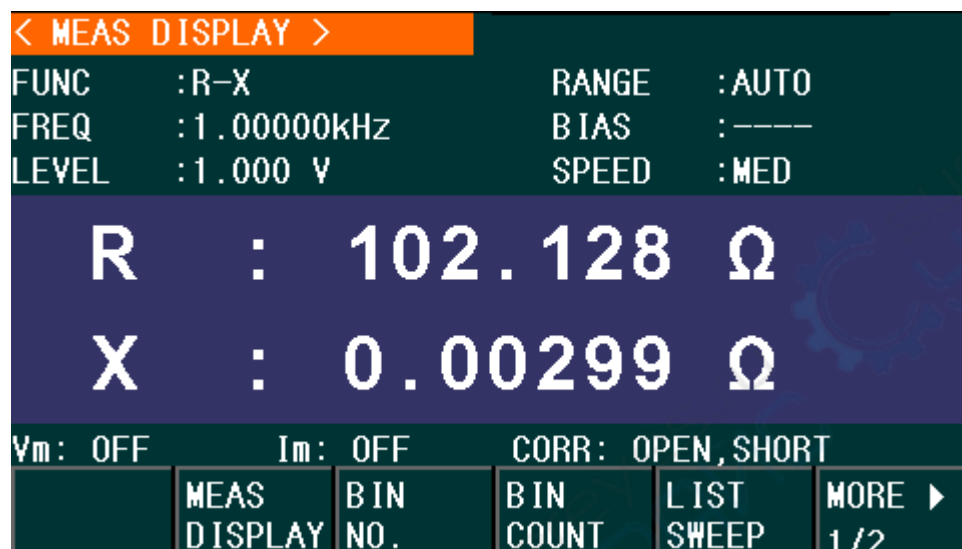 < MEAS DISPLAY >
FUNC :R-X RANGE :AUTO
FREQ :1.00000kHz BIAS :----
LEVEL :1.000 V SPEED :MED
R : 102.128 Ω
X : 0.00299 Ω
Vm: OFF Im: OFF CORR: OPEN,SHORT
MEAS DISPLAY
BIN NO.
BIN COUNT
LIST SWEEP
MORE ▶ 1/2